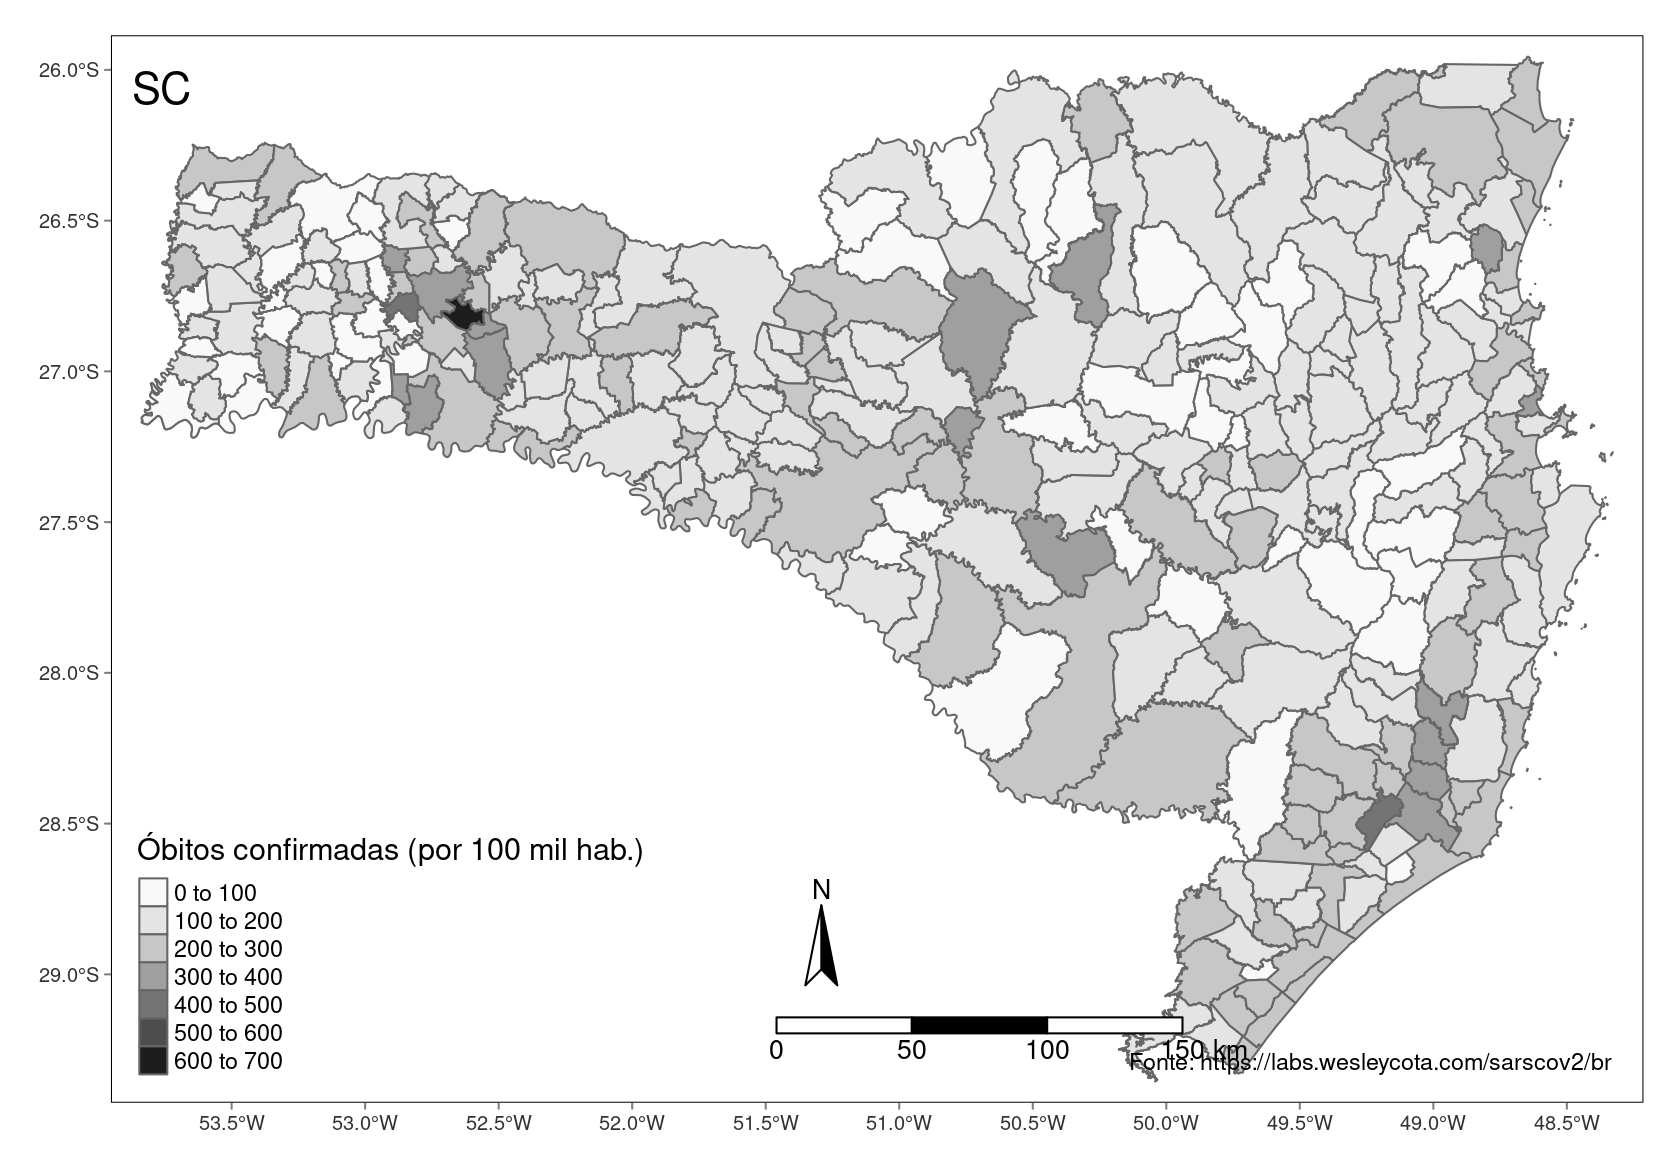 26.0°S
SC
26.5°S
27.0°S
27.5°S
28.0°S
28.5°S
29.0°S
Óbitos confirmadas (por 100 mil hab.)
0 to 100
100 to 200
200 to 300
300 to 400
400 to 500
500 to 600
600 to 700
N
0 50 100 150 km
Fonte: https://labs.wesleycota.com/sarscov2/br
53.5°W 53.0°W 52.5°W 52.0°W 51.5°W 51.0°W 50.5°W 50.0°W 49.5°W 49.0°W 48.5°W